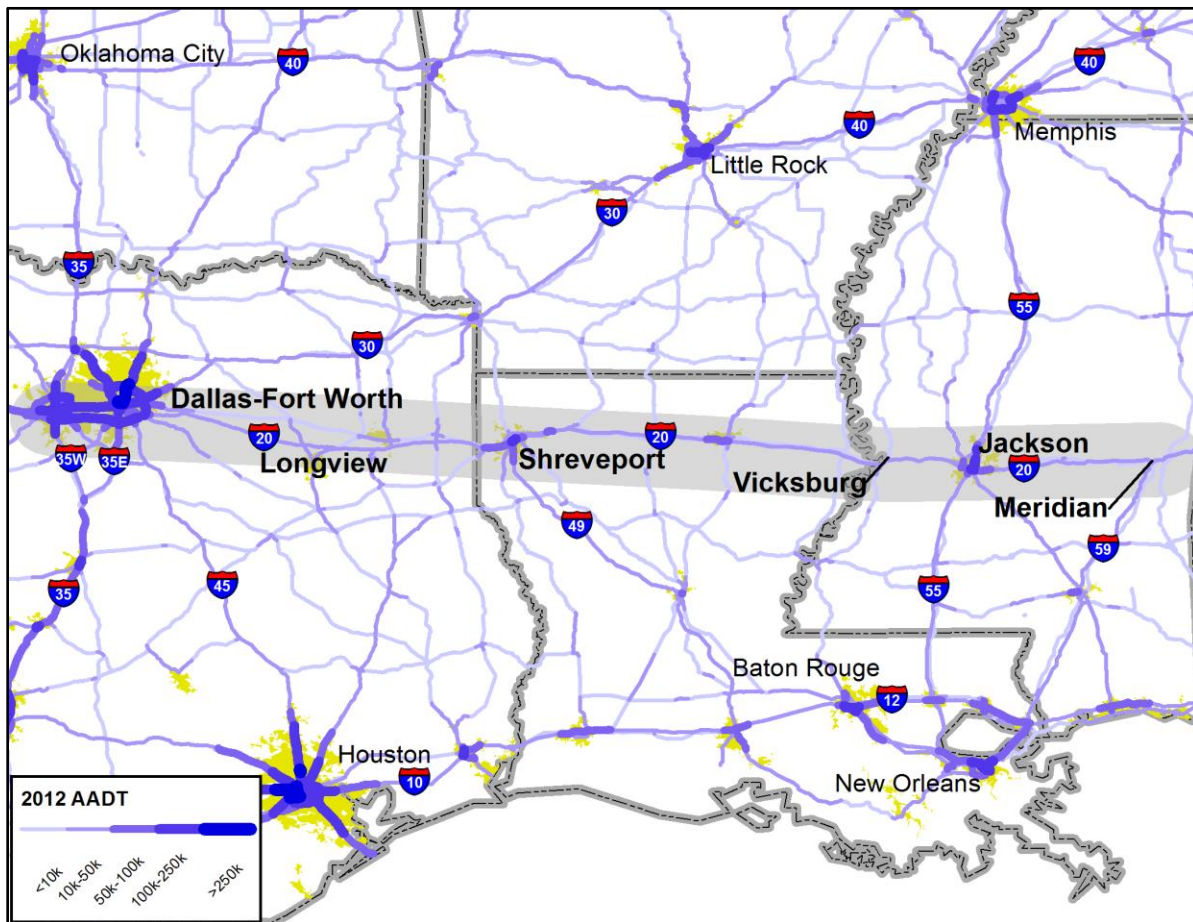 Oklahoma City
40
40
40
Memphis
Little Rock
30
35
55
30
Dallas-Fort Worth
20
20
35W
35E
Longview
Shreveport
Vicksburg
Jackson
20
Meridian
49
59
45
35
55
Baton Rouge
12
Houston
10
New Orleans
2012 AADT
<10k
10k-50k
50k-100k
100k-250k
>250k